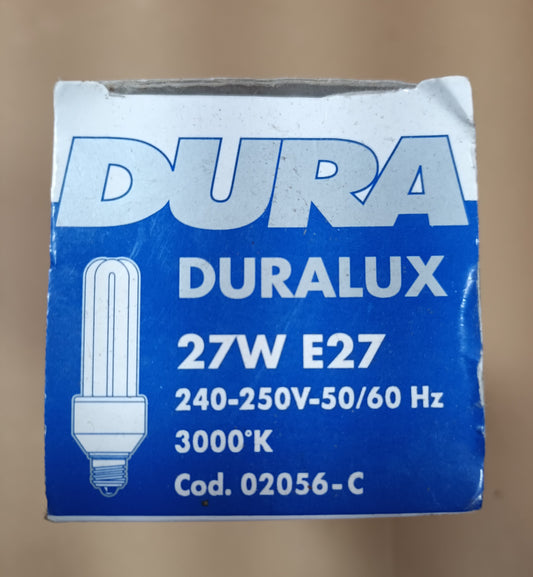 DURA
DURALUX
27W E27
240-250V-50/60 Hz
3000°K
Cod. 02056-C